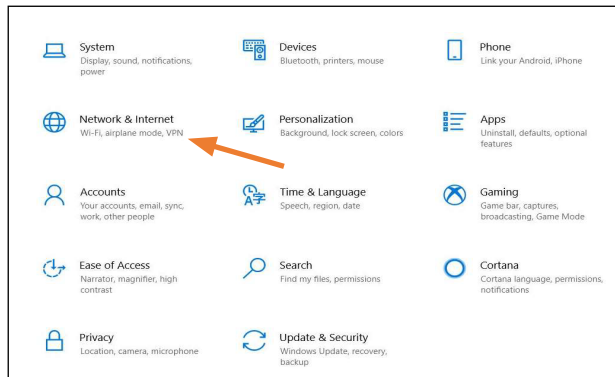 System
Display, sound, notifications,
power
Devices
Bluetooth, printers, mouse
Phone
Link your Android, iPhone
Network & Internet
Wi-Fi, airplane mode, VPN
Personalization
Background, lock screen, colors
Apps
Uninstall, defaults, optional
features
Accounts
Your accounts, email, sync,
work, other people
Time & Language
Speech, region, date
Gaming
Game bar, captures,
broadcasting, Game Mode
Ease of Access
Narrator, magnifier, high
contrast
Search
Find my files, permissions
Cortana
Cortana language, permissions,
notifications
Privacy
Location, camera, microphone
Update & Security
Windows Update, recovery,
backup